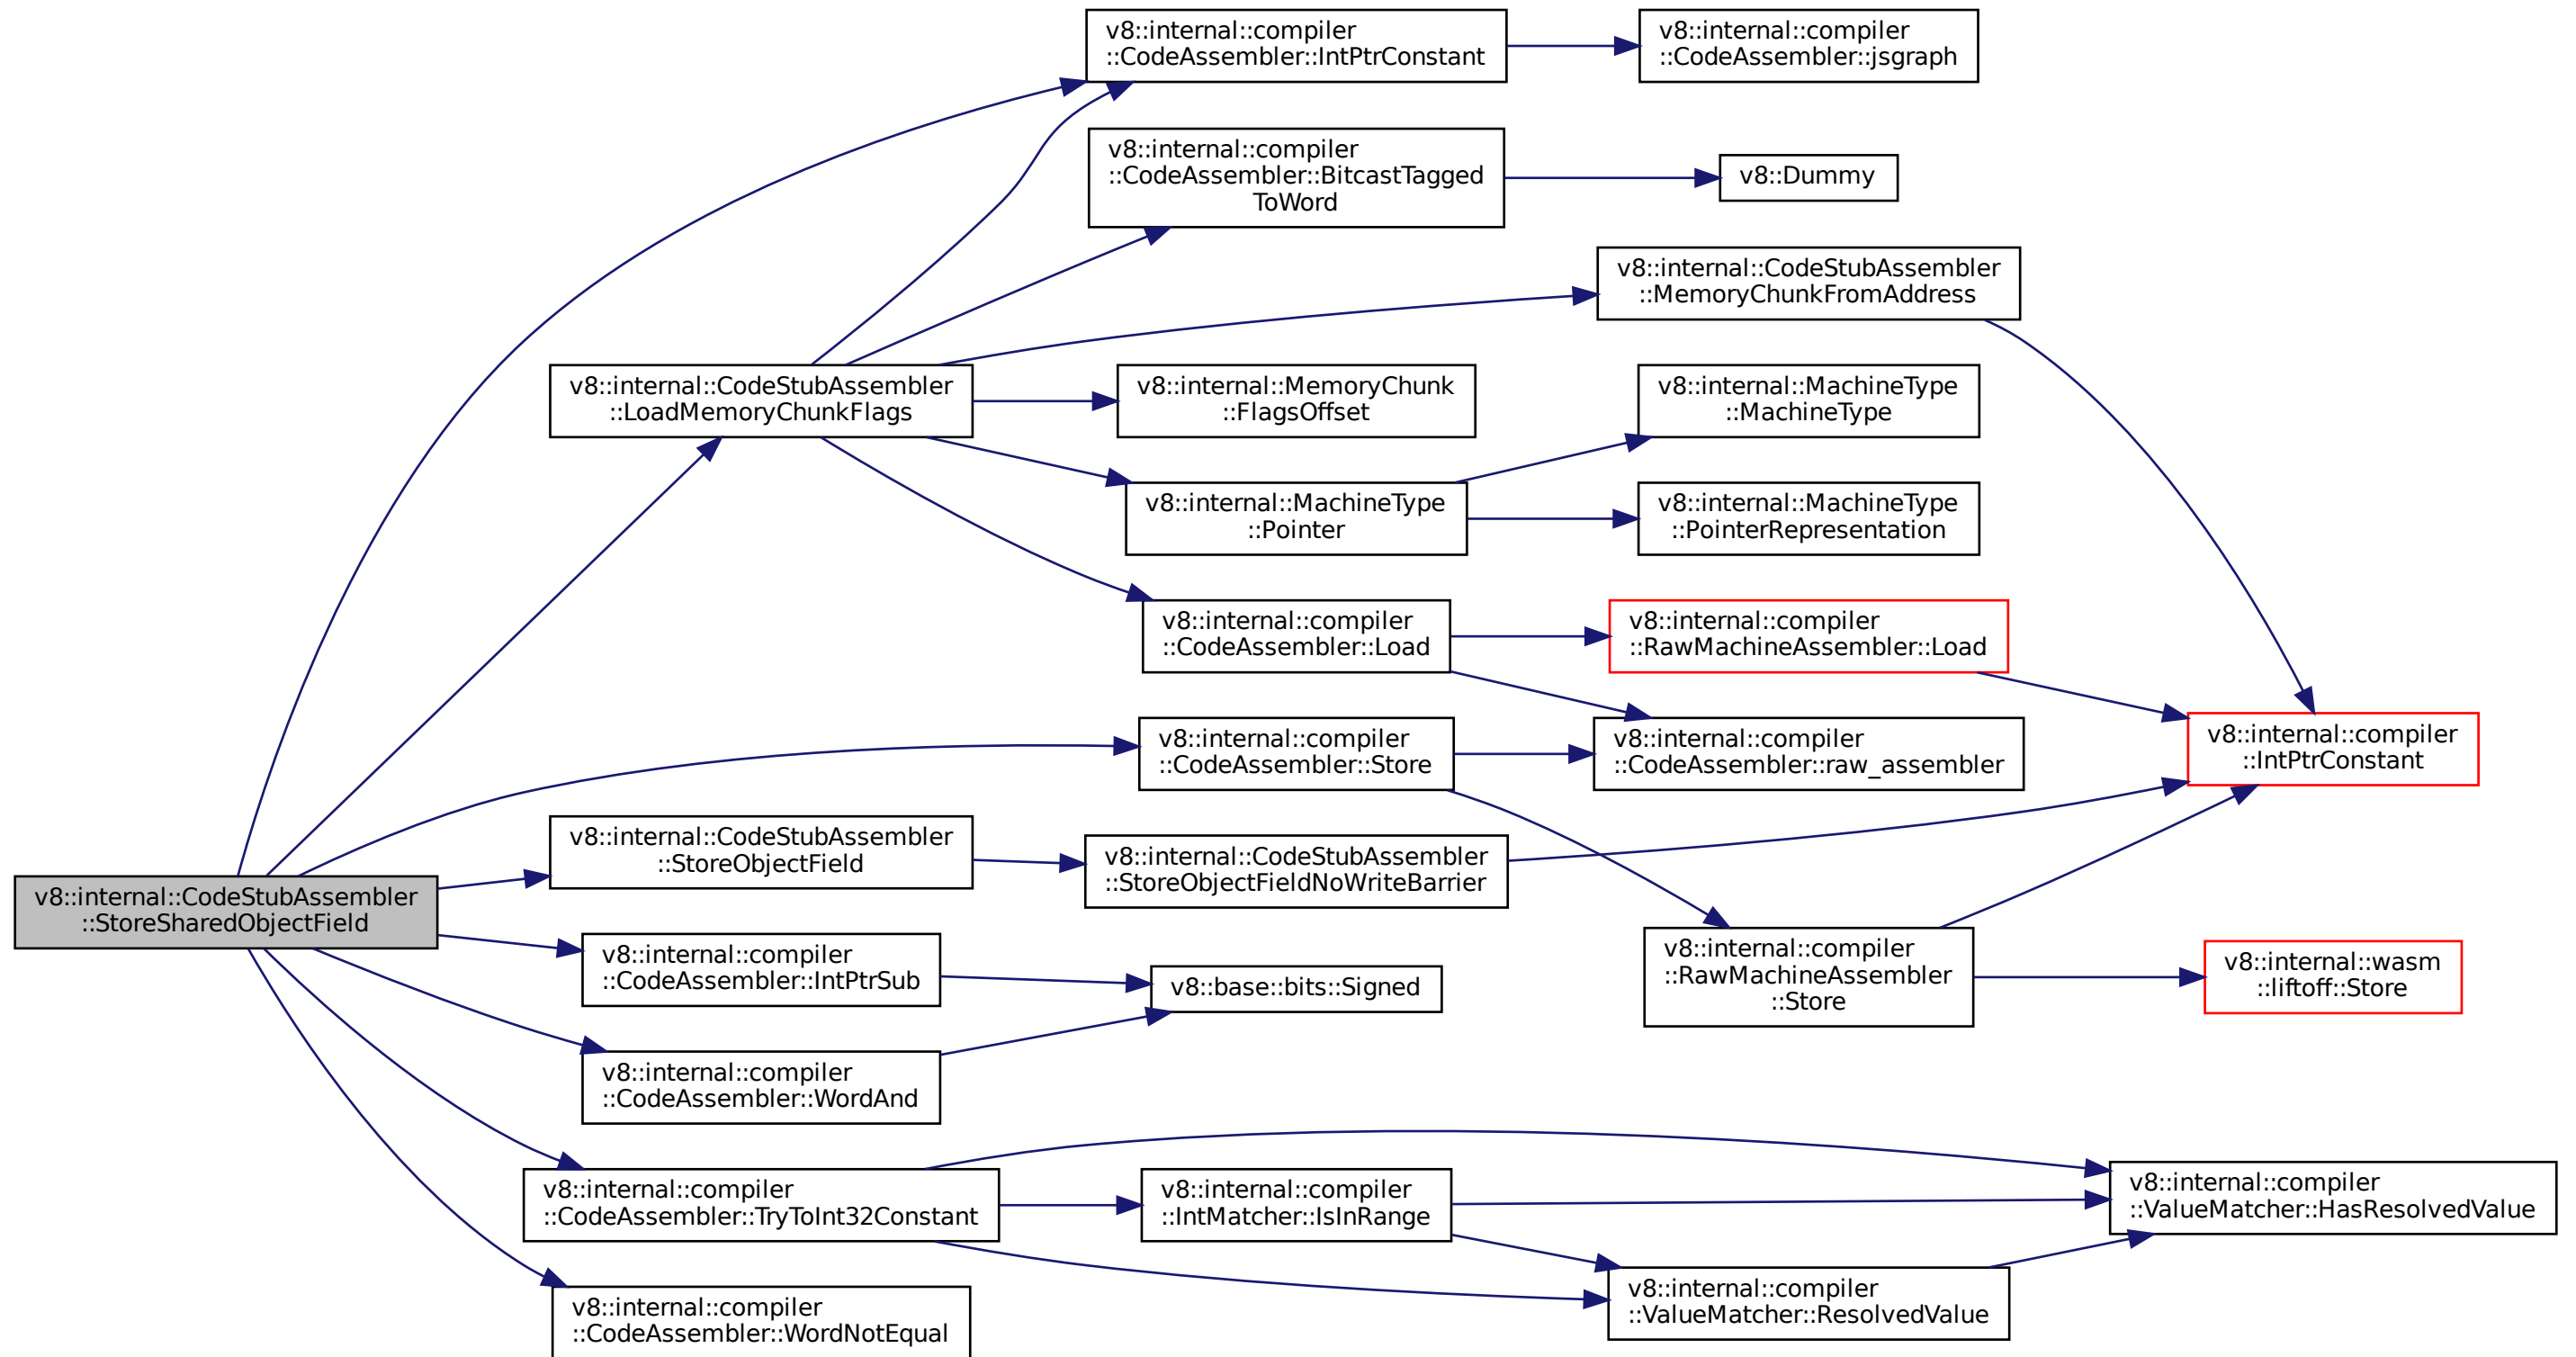 v8::internal::compiler
::CodeAssembler::IntPtrConstant
v8::internal::compiler
::CodeAssembler::jsgraph
v8::internal::compiler
::CodeAssembler::BitcastTagged
ToWord
v8::Dummy
v8::internal::CodeStubAssembler
::MemoryChunkFromAddress
v8::internal::CodeStubAssembler
::LoadMemoryChunkFlags
v8::internal::MemoryChunk
::FlagsOffset
v8::internal::MachineType
::MachineType
v8::internal::MachineType
::Pointer
v8::internal::MachineType
::PointerRepresentation
v8::internal::compiler
::CodeAssembler::Load
v8::internal::compiler
::RawMachineAssembler::Load
v8::internal::compiler
::CodeAssembler::Store
v8::internal::compiler
::CodeAssembler::raw_assembler
v8::internal::compiler
::IntPtrConstant
v8::internal::CodeStubAssembler
::StoreObjectField
v8::internal::CodeStubAssembler
::StoreObjectFieldNoWriteBarrier
v8::internal::CodeStubAssembler
::StoreSharedObjectField
v8::internal::compiler
::CodeAssembler::IntPtrSub
v8::base::bits::Signed
v8::internal::compiler
::RawMachineAssembler
::Store
v8::internal::wasm
::liftoff::Store
v8::internal::compiler
::CodeAssembler::WordAnd
v8::internal::compiler
::CodeAssembler::TryToInt32Constant
v8::internal::compiler
::IntMatcher::IsInRange
v8::internal::compiler
::ValueMatcher::HasResolvedValue
v8::internal::compiler
::ValueMatcher::ResolvedValue
v8::internal::compiler
::CodeAssembler::WordNotEqual